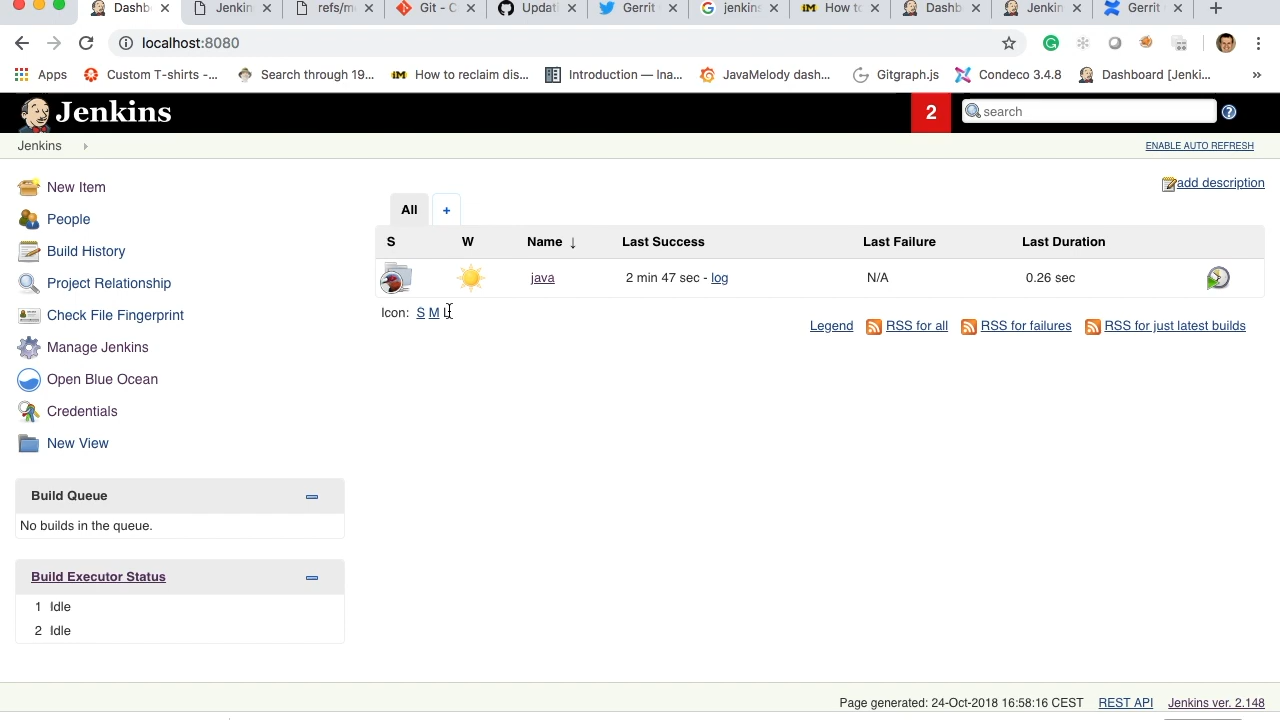 Dashb Jenkin refs/m Git - C Updati Gerrit jenkins How to Dashb Jenkin Gerrit
localhost:8080
Apps Custom T-shirts -... Search through 19... How to reclaim dis... Introduction — Ina... JavaMelody dash... Gitgraph.js Condeco 3.4.8 Dashboard [Jenki... »
Jenkins 2 search
Jenkins ENABLE AUTO REFRESH
add description
New Item
People
Build History
Project Relationship
Check File Fingerprint
Manage Jenkins
Open Blue Ocean
Credentials
New View
All +
S W Name ↓ Last Success Last Failure Last Duration
java 2 min 47 sec - log N/A 0.26 sec
Icon: S M L
Legend RSS for all RSS for failures RSS for just latest builds
Build Queue
No builds in the queue.
Build Executor Status
1 Idle
2 Idle
Page generated: 24-Oct-2018 16:58:16 CEST REST API Jenkins ver. 2.148